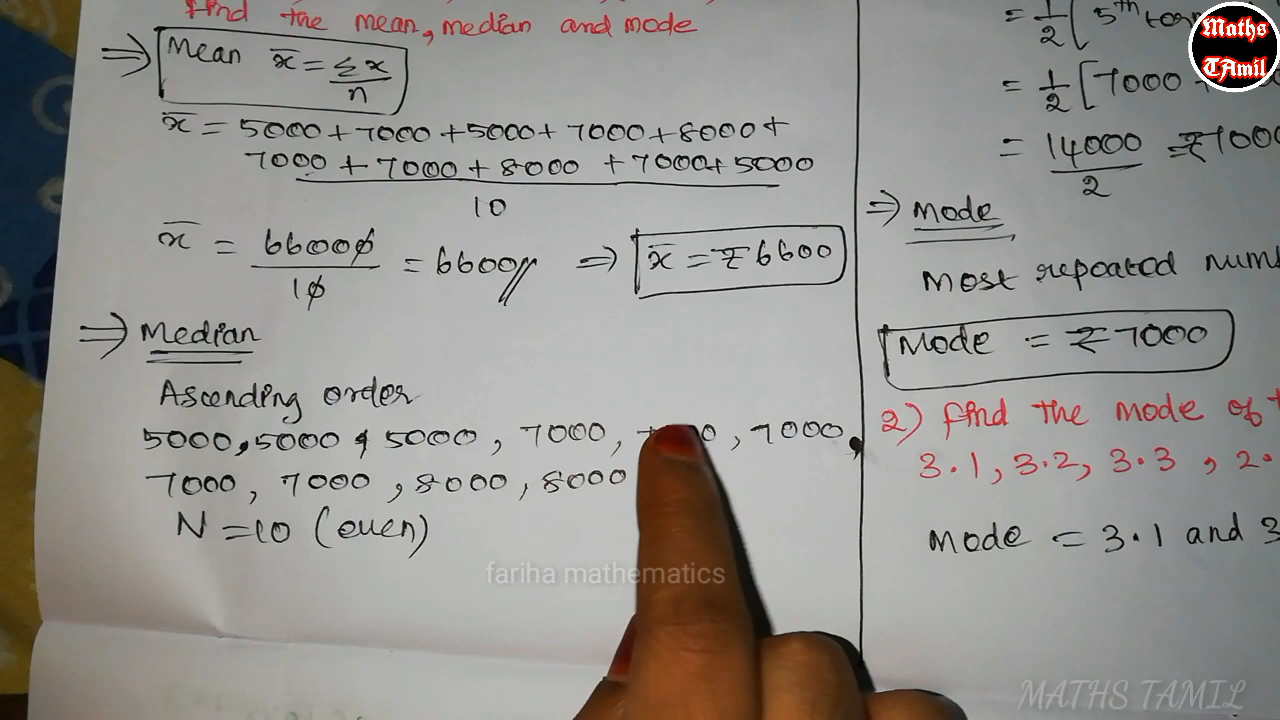 Find the mean, median and mode
⇒ Mean x̄ = Σx/n
x̄ = 5000+7000+5000+7000+8000+
7000+7000+8000+7000+5000
10
x̄ = 66000/10 = 6600// ⇒ x̄ = ₹6600
⇒ Median
Ascending order
5000,5000,5000, 7000, , 7000,
7000, 7000, 8000, 8000
N=10 (even)
= 1/2 [5th
= 1/2 [7000 +
= 14000/2 = ₹
⇒ Mode
Most repeated
Mode = ₹7000
2) Find the mode of
3.1, 3.2, 3.3,
Mode = 3.1 and
Maths
TAmil
fariha mathematics
MATHS TAMIL